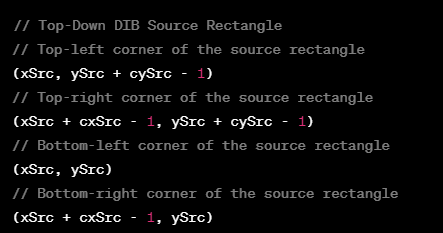 // Top-Down DIB Source Rectangle
// Top-left corner of the source rectangle
(xSrc, ySrc + cySrc - 1)
// Top-right corner of the source rectangle
(xSrc + cxSrc - 1, ySrc + cySrc - 1)
// Bottom-left corner of the source rectangle
(xSrc, ySrc)
// Bottom-right corner of the source rectangle
(xSrc + cxSrc - 1, ySrc)